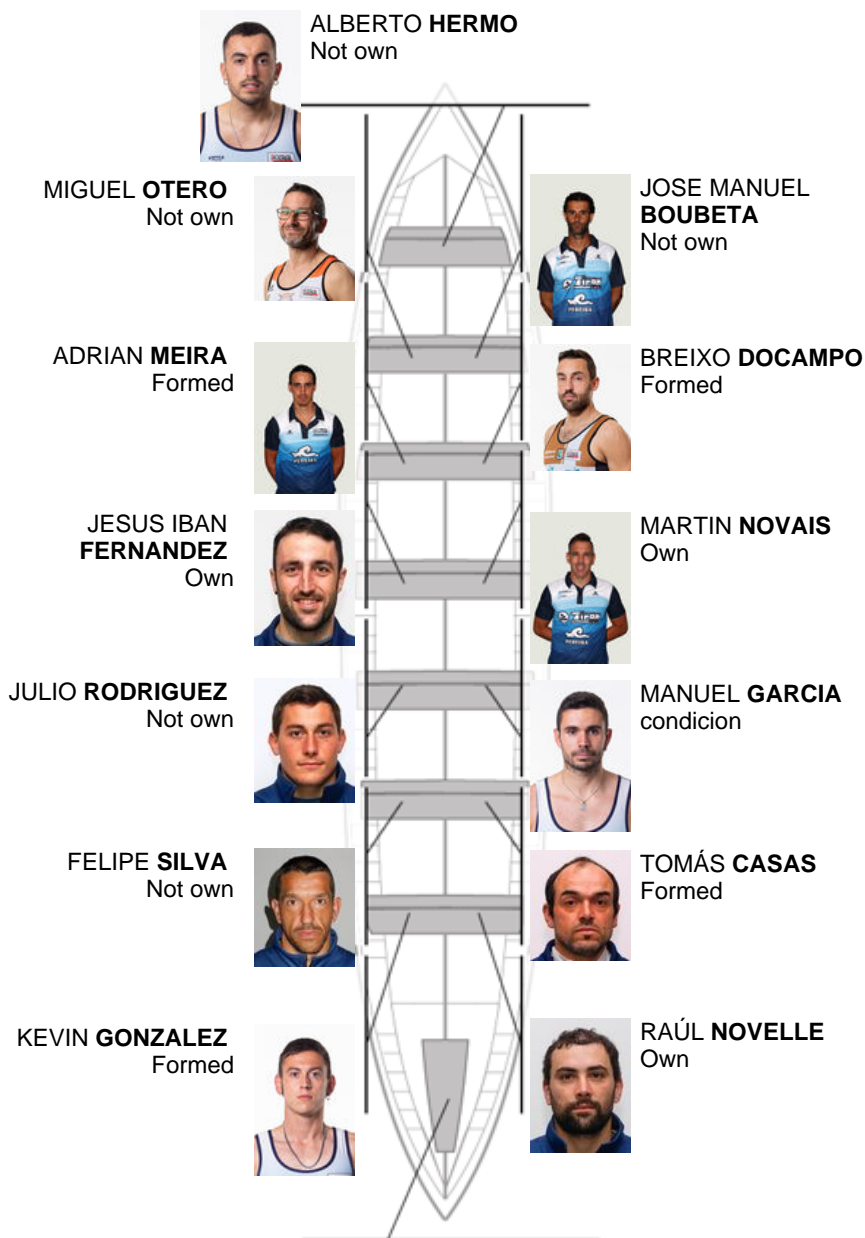 ALBERTO HERMO
Not own
MIGUEL OTERO
Not own
JOSE MANUEL
BOUBETA
Not own
ADRIAN MEIRA
Formed
BREIXO DOCAMPO
Formed
JESUS IBAN
FERNANDEZ
Own
MARTIN NOVAIS
Own
JULIO RODRIGUEZ
Not own
MANUEL GARCIA
condicion
FELIPE SILVA
Not own
TOMÁS CASAS
Formed
KEVIN GONZALEZ
Formed
RAÚL NOVELLE
Own